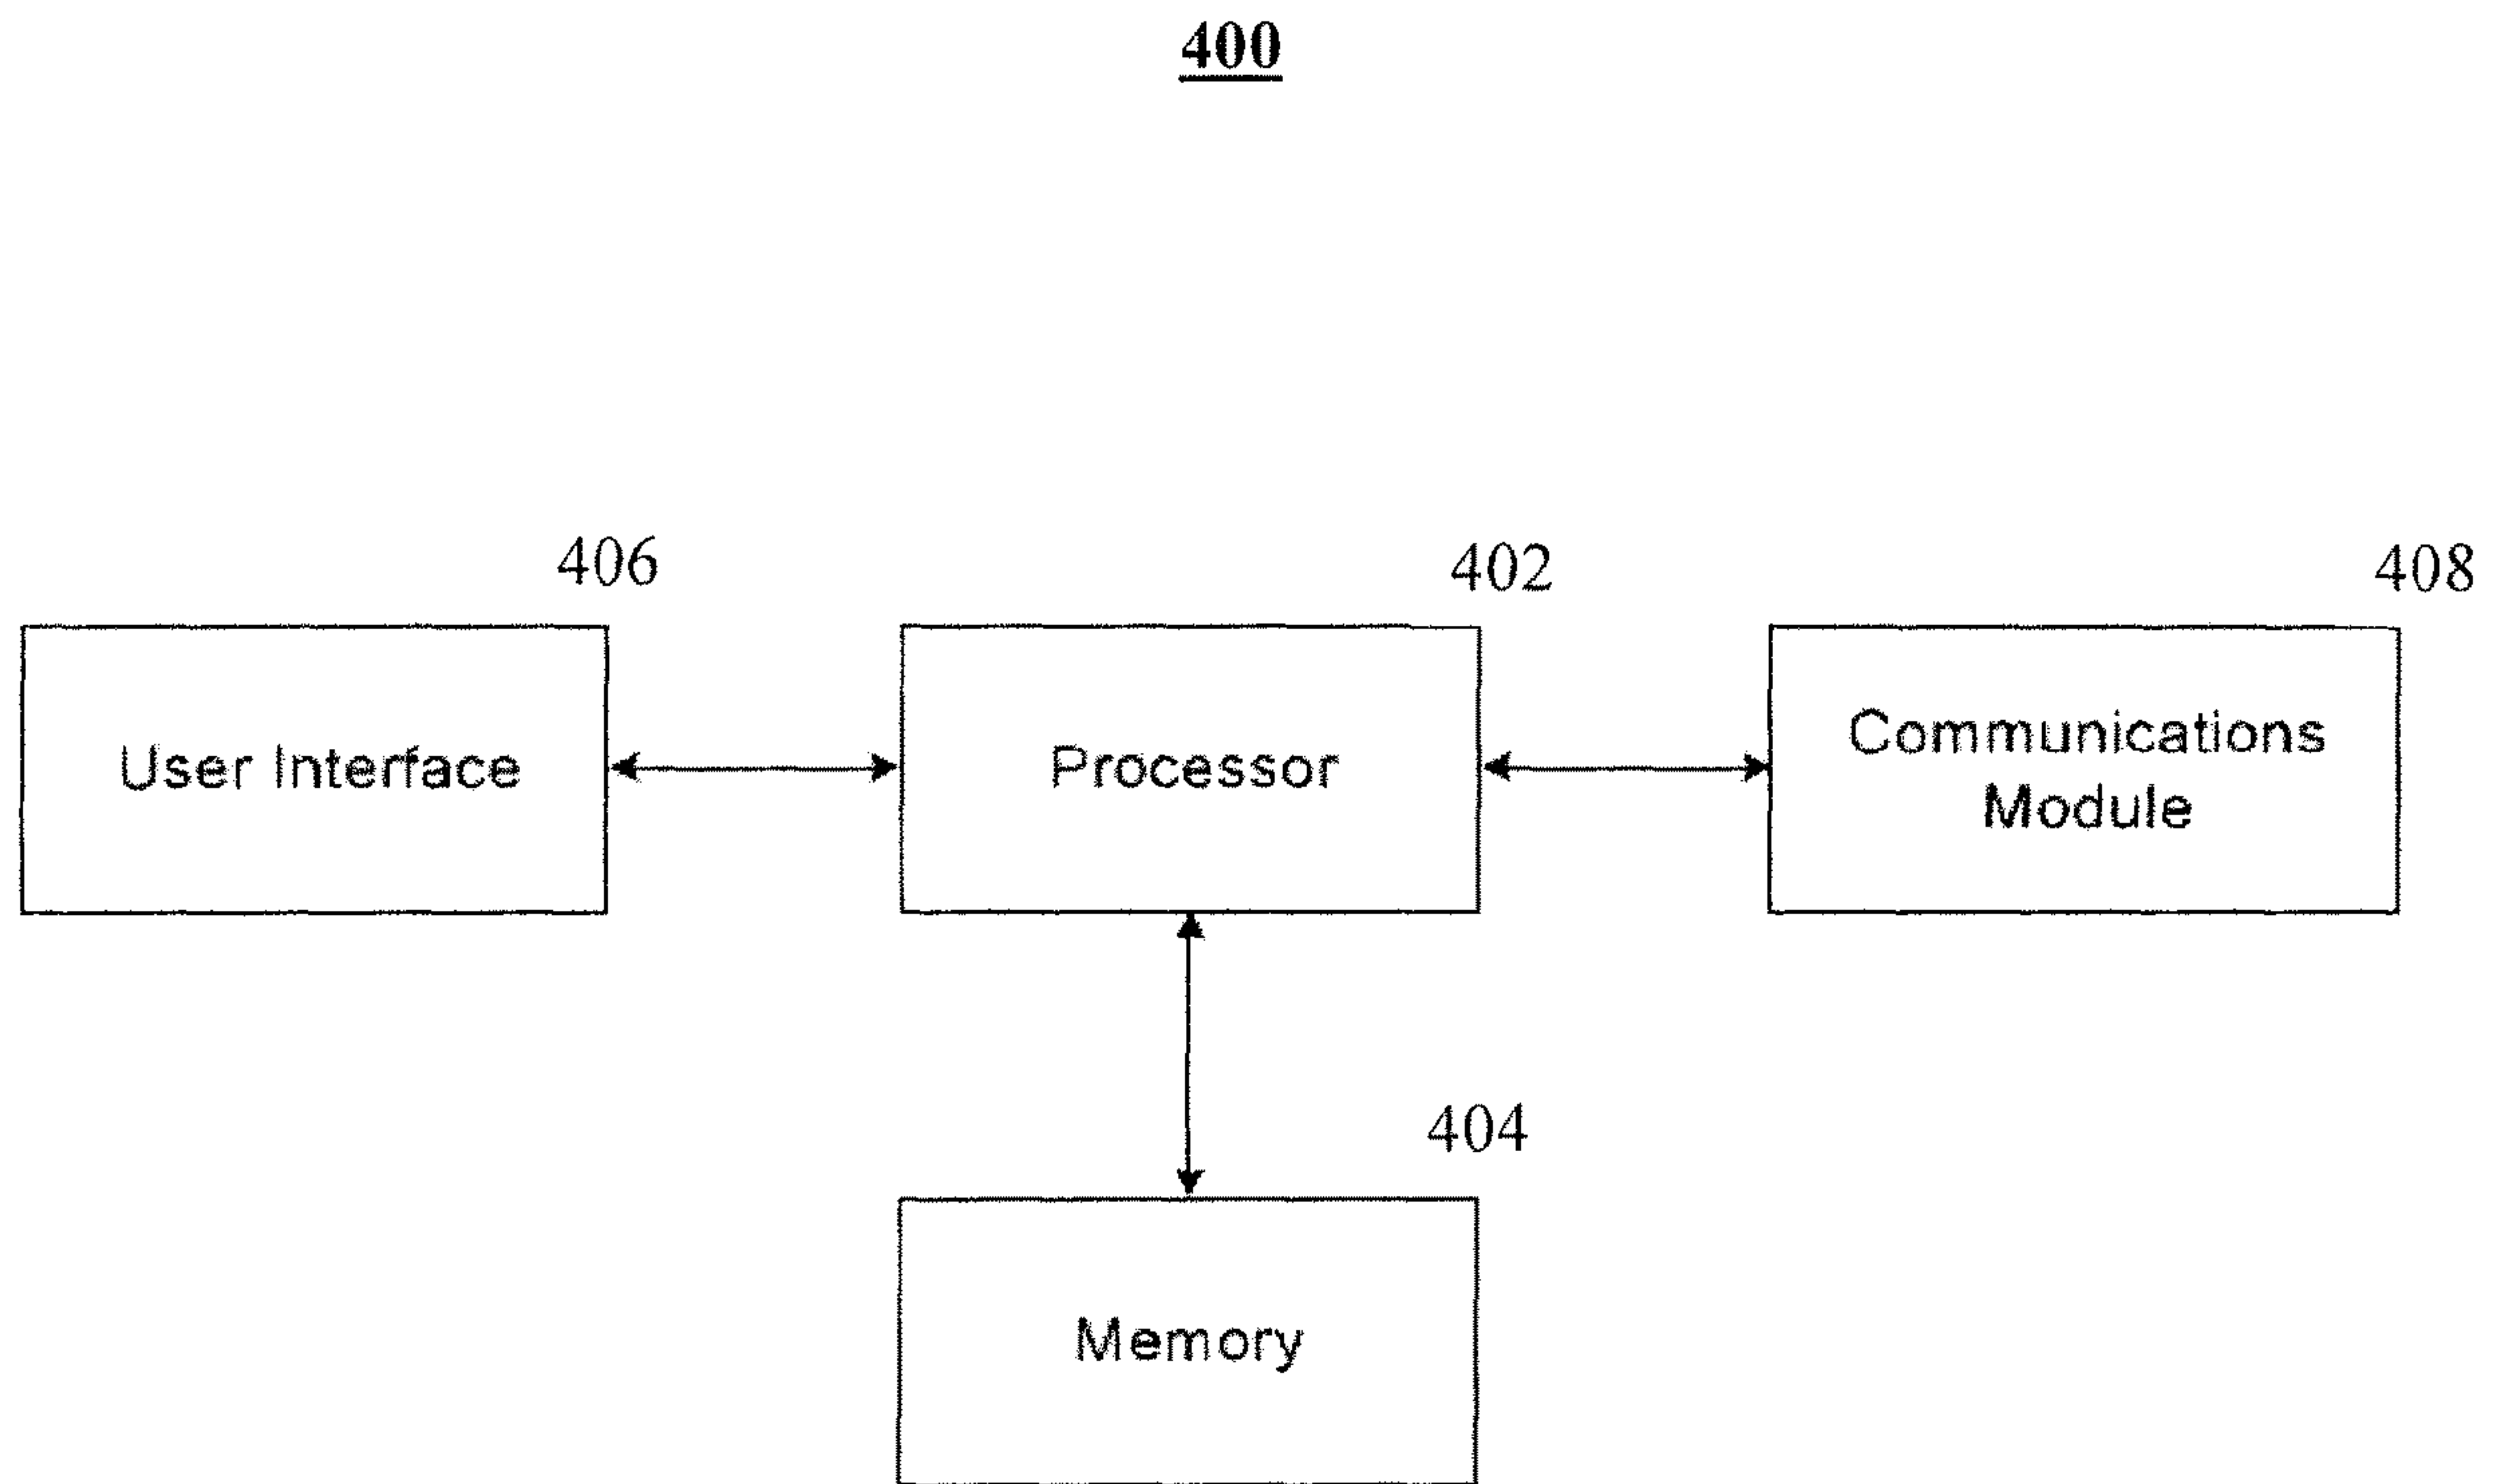 400
406
402
408
User Interface
Processor
Communications
Module
404
Memory